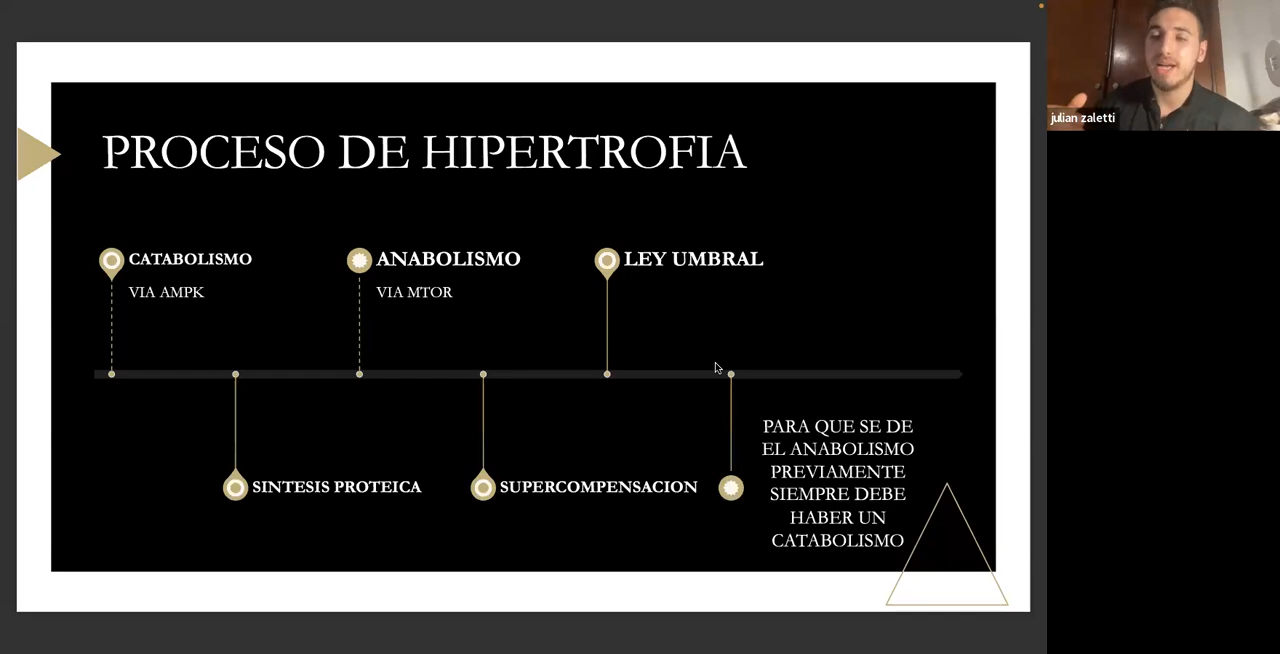 PROCESO DE HIPERTROFIA
CATABOLISMO
VIA AMPK
ANABOLISMO
VIA MTOR
LEY UMBRAL
SINTESIS PROTEICA
SUPERCOMPENSACION
PARA QUE SE DE
EL ANABOLISMO
PREVIAMENTE
SIEMPRE DEBE
HABER UN
CATABOLISMO
julian zaletti